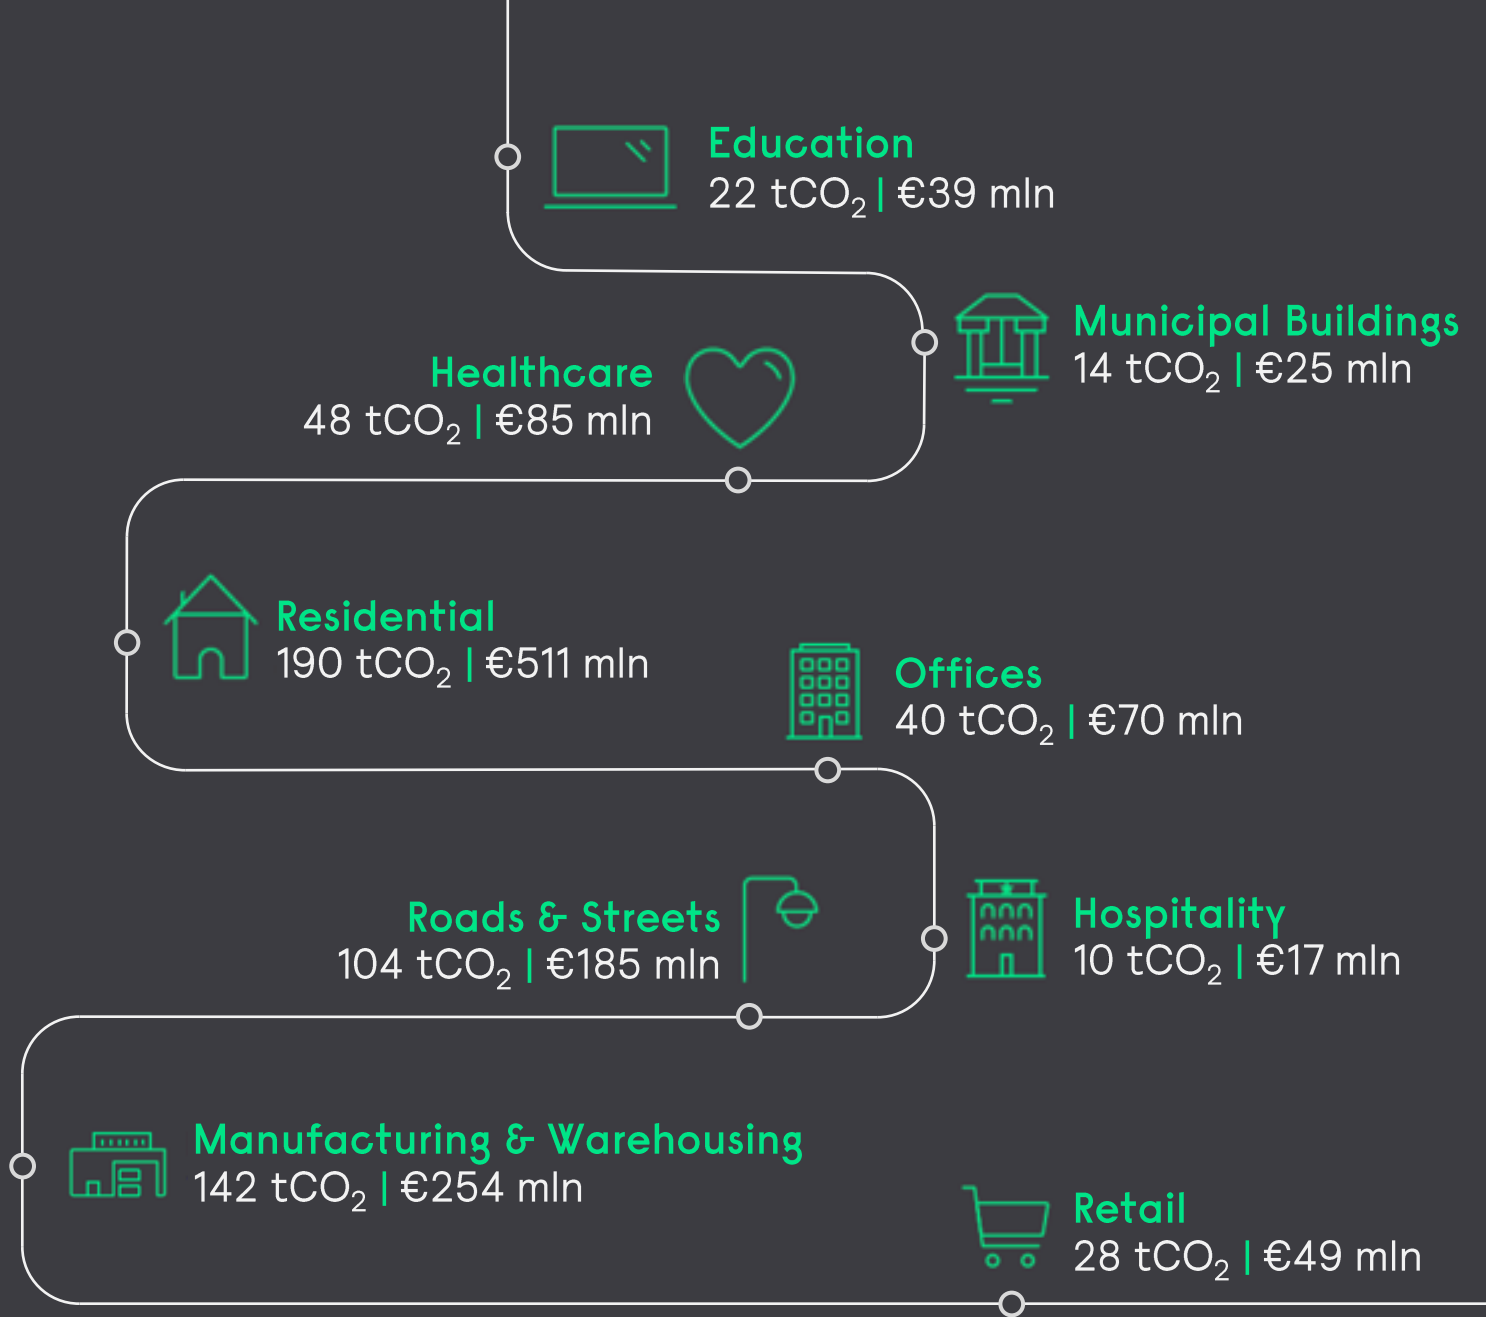 Education
22 tCO₂ | €39 mln
Municipal Buildings
14 tCO₂ | €25 mln
Healthcare
48 tCO₂ | €85 mln
Residential
190 tCO₂ | €511 mln
Offices
40 tCO₂ | €70 mln
Hospitality
10 tCO₂ | €17 mln
Roads & Streets
104 tCO₂ | €185 mln
Manufacturing & Warehousing
142 tCO₂ | €254 mln
Retail
28 tCO₂ | €49 mln